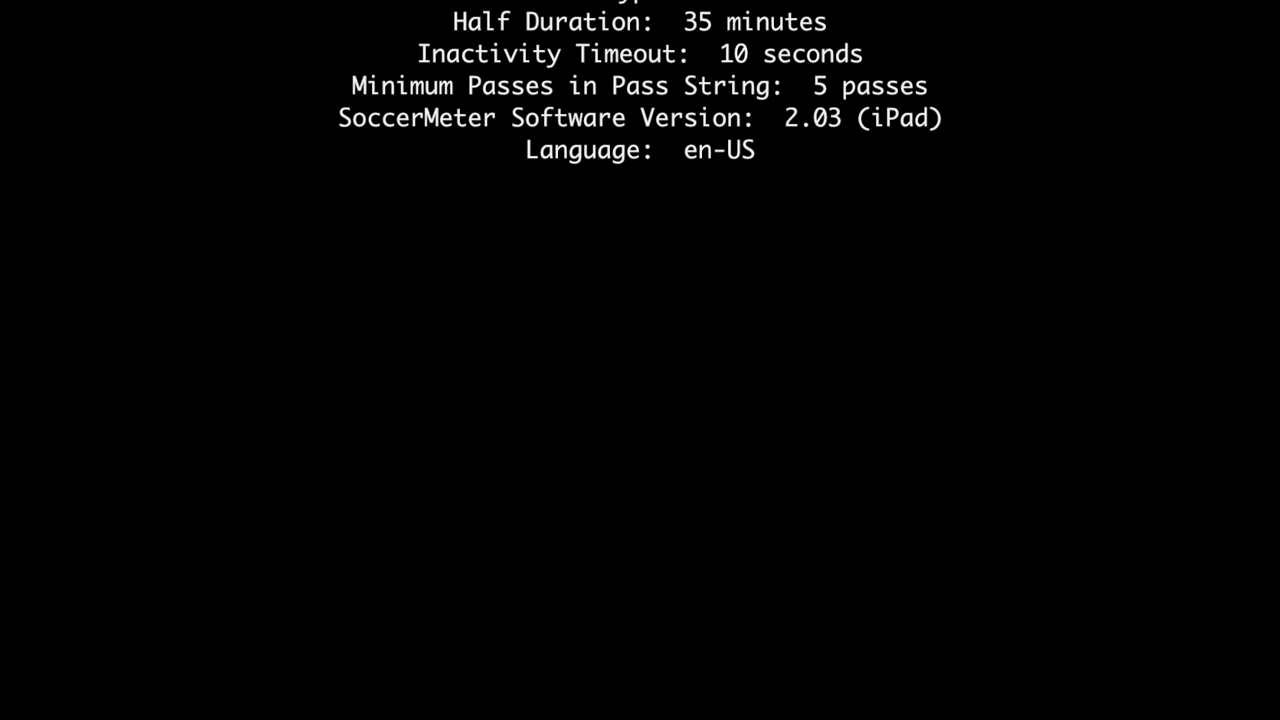 Half Duration:  35 minutes
Inactivity Timeout:  10 seconds
Minimum Passes in Pass String:  5 passes
SoccerMeter Software Version:  2.03 (iPad)
Language:  en-US